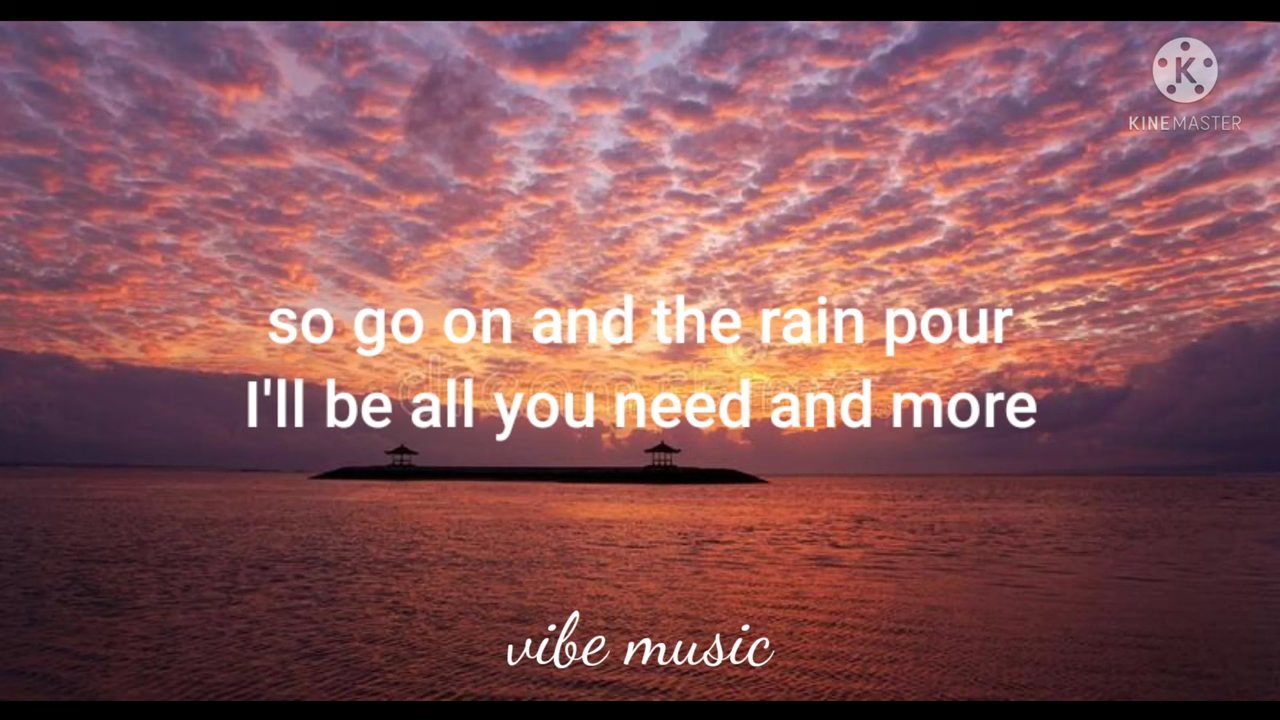 KINEMASTER
so go on and the rain pour
I'll be all you need and more
vibe music